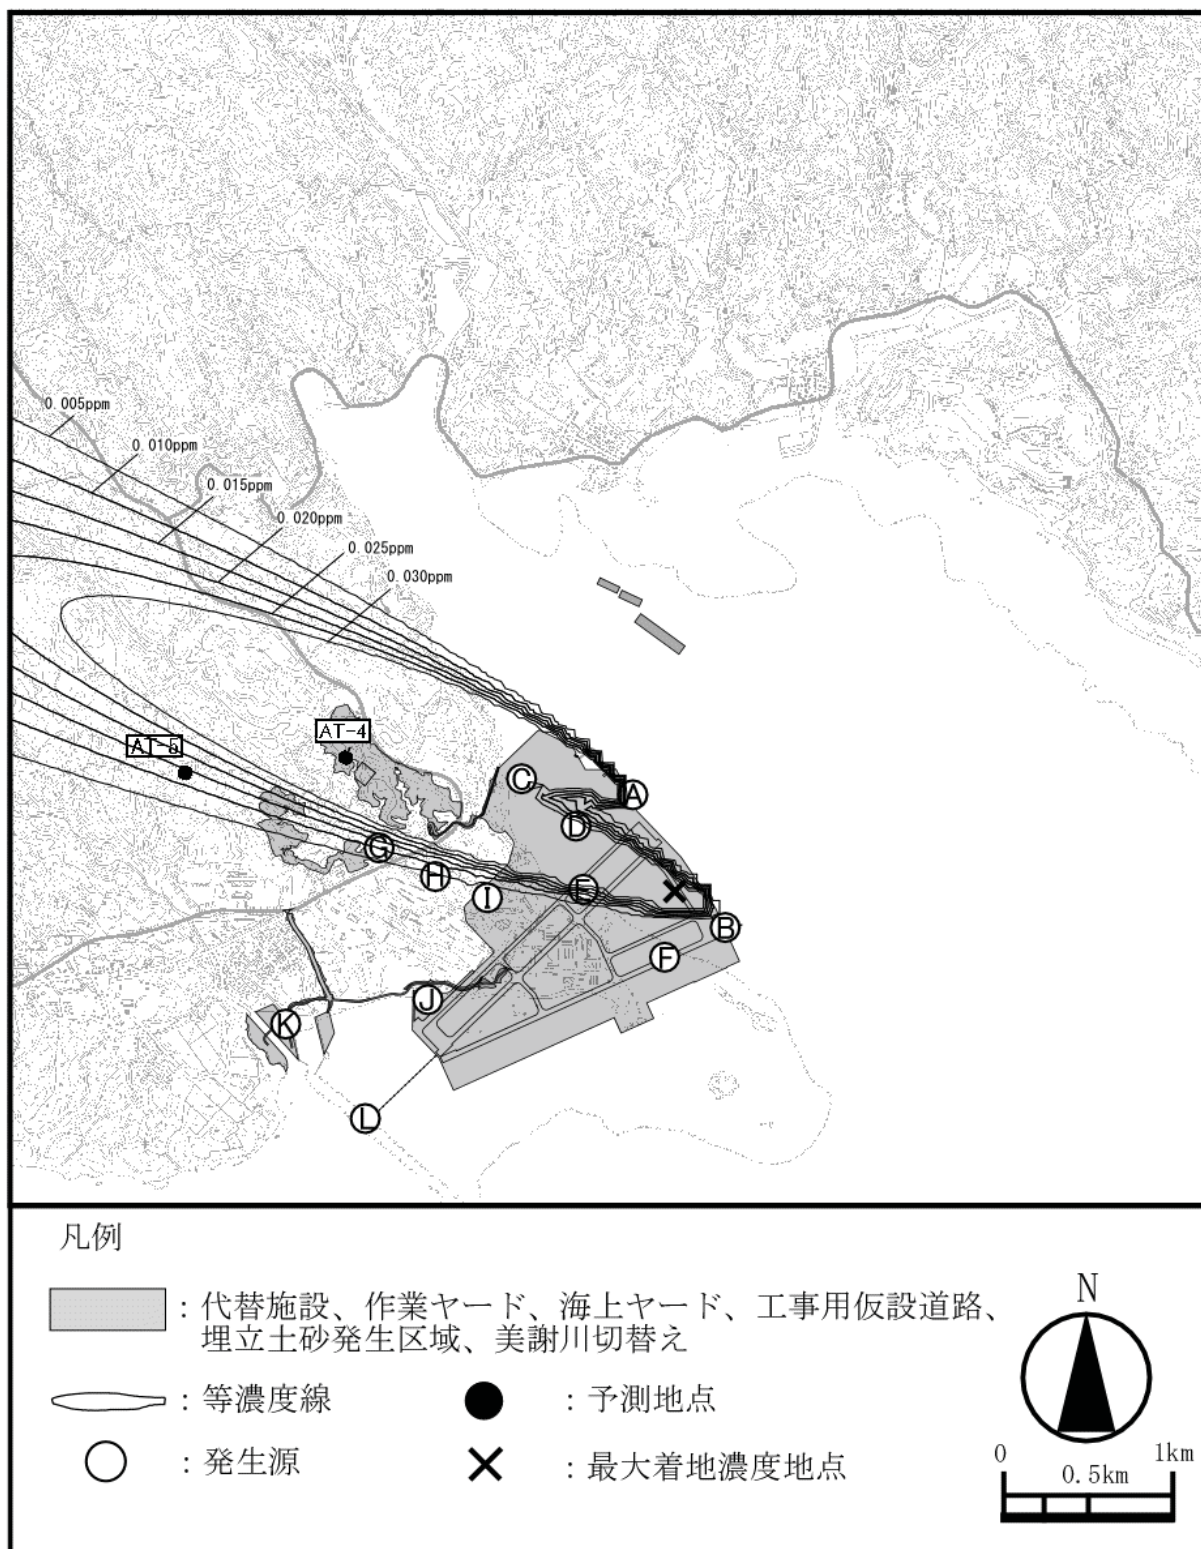 0.005ppm
0.010ppm
0.015ppm
0.020ppm
0.025ppm
0.030ppm
AT-4
AT-5
C
A
D
G
H
E
I
B
F
J
K
L
凡例
：代替施設、作業ヤード、海上ヤード、工事用仮設道路、
埋立土砂発生区域、美謝川切替え
：等濃度線
：予測地点
：発生源
：最大着地濃度地点
N
0 1km
0.5km